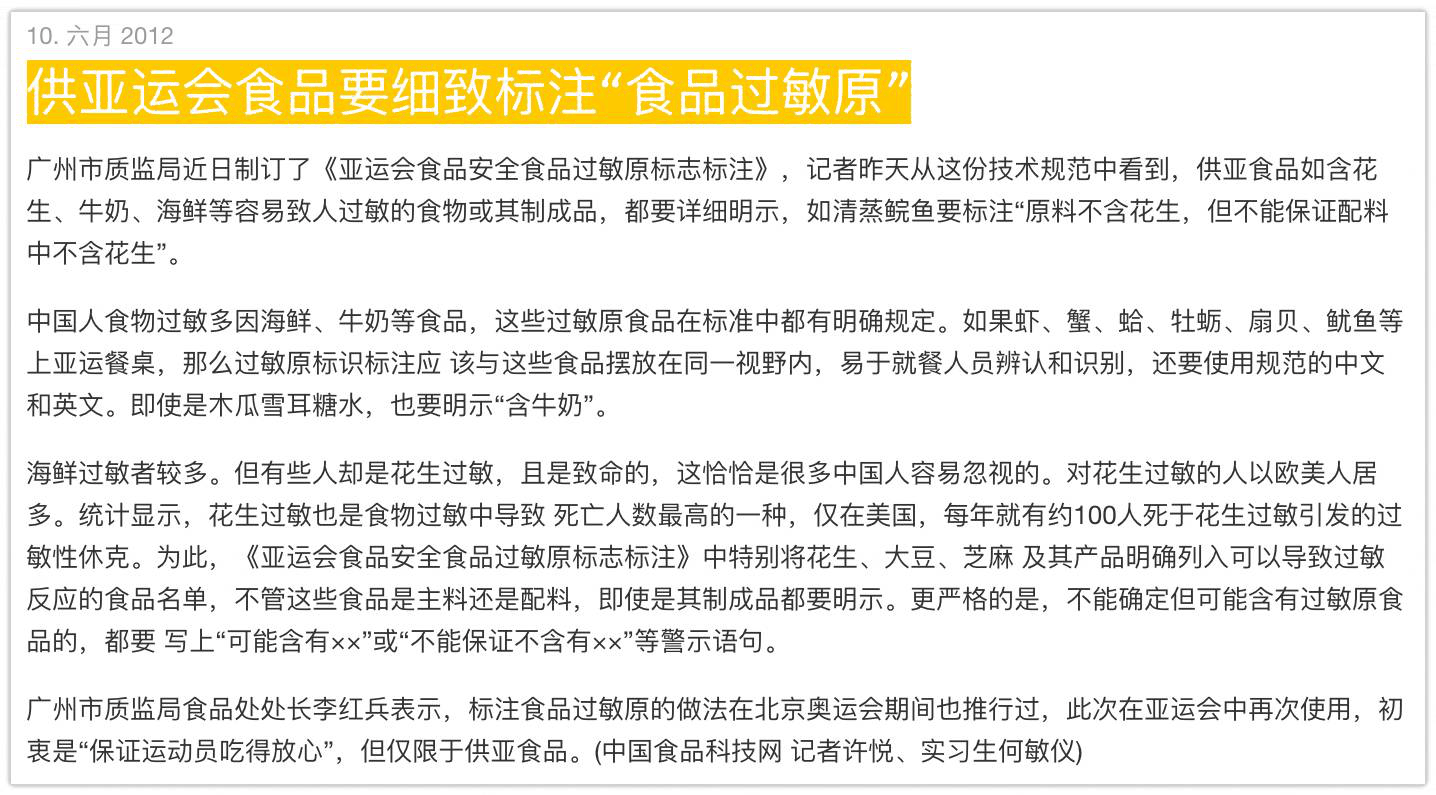 10. 六月 2012
供亚运会食品要细致标注“食品过敏原”
广州市质监局近日制订了《亚运会食品安全食品过敏原标志标注》，记者昨天从这份技术规范中看到，供亚食品如含花
生、牛奶、海鲜等容易致人过敏的食物或其制成品，都要详细明示，如清蒸鲩鱼要标注“原料不含花生，但不能保证配料
中不含花生”。
中国人食物过敏多因海鲜、牛奶等食品，这些过敏原食品在标准中都有明确规定。如果虾、蟹、蛤、牡蛎、扇贝、鱿鱼等
上亚运餐桌，那么过敏原标识标注应 该与这些食品摆放在同一视野内，易于就餐人员辨认和识别，还要使用规范的中文
和英文。即使是木瓜雪耳糖水，也要明示“含牛奶”。
海鲜过敏者较多。但有些人却是花生过敏，且是致命的，这恰恰是很多中国人容易忽视的。对花生过敏的人以欧美人居
多。统计显示，花生过敏也是食物过敏中导致 死亡人数最高的一种，仅在美国，每年就有约100人死于花生过敏引发的过
敏性休克。为此，《亚运会食品安全食品过敏原标志标注》中特别将花生、大豆、芝麻 及其产品明确列入可以导致过敏
反应的食品名单，不管这些食品是主料还是配料，即使是其制成品都要明示。更严格的是，不能确定但可能含有过敏原食
品的，都要 写上“可能含有××”或“不能保证不含有××”等警示语句。
广州市质监局食品处处长李红兵表示，标注食品过敏原的做法在北京奥运会期间也推行过，此次在亚运会中再次使用，初
衷是“保证运动员吃得放心”，但仅限于供亚食品。(中国食品科技网 记者许悦、实习生何敏仪)